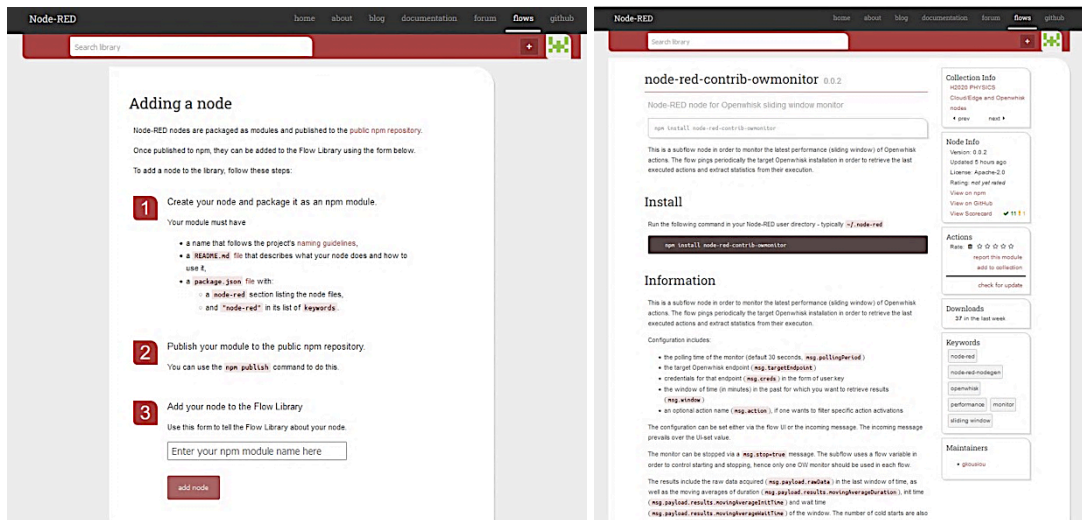 Node-RED
home about blog documentation forum flows github
Search library
+
Adding a node
Node-RED nodes are packaged as modules and published to the public npm repository.
Once published to npm, they can be added to the Flow Library using the form below.
To add a node to the library, follow these steps:
1
Create your node and package it as an npm module.
Your module must have
a name that follows the project's naming guidelines,
a README.md file that describes what your node does and how to
use it,
a package.json file with:
a node-red section listing the node files,
and "node-red" in its list of keywords.
2
Publish your module to the public npm repository.
You can use the npm publish command to do this.
3
Add your node to the Flow Library
Use this form to tell the Flow Library about your node.
Enter your npm module name here
add node
Node-RED
home about blog documentation forum flows github
Search library
+
node-red-contrib-owmonitor 0.0.2
Node-RED node for Openwhisk sliding window monitor
npm install node-red-contrib-owmonitor
This is a subflow node in order to monitor the latest performance (sliding window) of Openwhisk
actions. The flow pings periodically the target Openwhisk installation in order to retrieve the last
executed actions and extract statistics from their execution.
Install
Run the following command in your Node-RED user directory - typically ~/.node-red
npm install node-red-contrib-owmonitor
Information
This is a subflow node in order to monitor the latest performance (sliding window) of Openwhisk
actions. The flow pings periodically the target Openwhisk installation in order to retrieve the last
executed actions and extract statistics from their execution.
Configuration includes:
the polling time of the monitor (default 30 seconds, msg.pollingPeriod)
the target Openwhisk endpoint (msg.targetEndpoint)
credentials for that endpoint (msg.creds) in the form of user:key
the window of time (in minutes) in the past for which you want to retrieve results
(msg.window)
an optional action name (msg.action), if one wants to filter specific action activations
The configuration can be set either via the flow UI or the incoming message. The incoming message
prevails over the UI-set value.
The monitor can be stopped via a msg.stop=true message. The subflow uses a flow variable in
order to control starting and stopping, hence only one OW monitor should be used in each flow.
The results include the raw data acquired (msg.payload.rawData) in the last window of time, as
well as the moving averages of duration (msg.payload.results.movingAverageDuration), init time
(msg.payload.results.movingAverageInitTime) and wait time
(msg.payload.results.movingAverageWaitTime) of the window. The number of cold starts are also
Collection Info
H2020 PHYSICS
Cloud/Edge and Openwhisk
nodes
prev next
Node Info
Version: 0.0.2
Updated 5 hours ago
License: Apache-2.0
Rating: not yet rated
View on npm
View on GitHub
View Scorecard ✔ 11 ! 1
Actions
Rate: ☆ ☆ ☆ ☆ ☆
report this module
add to collection
check for update
Downloads
37 in the last week
Keywords
node-red
node-red-nodegen
openwhisk
performance monitor
sliding window
Maintainers
gkousiou